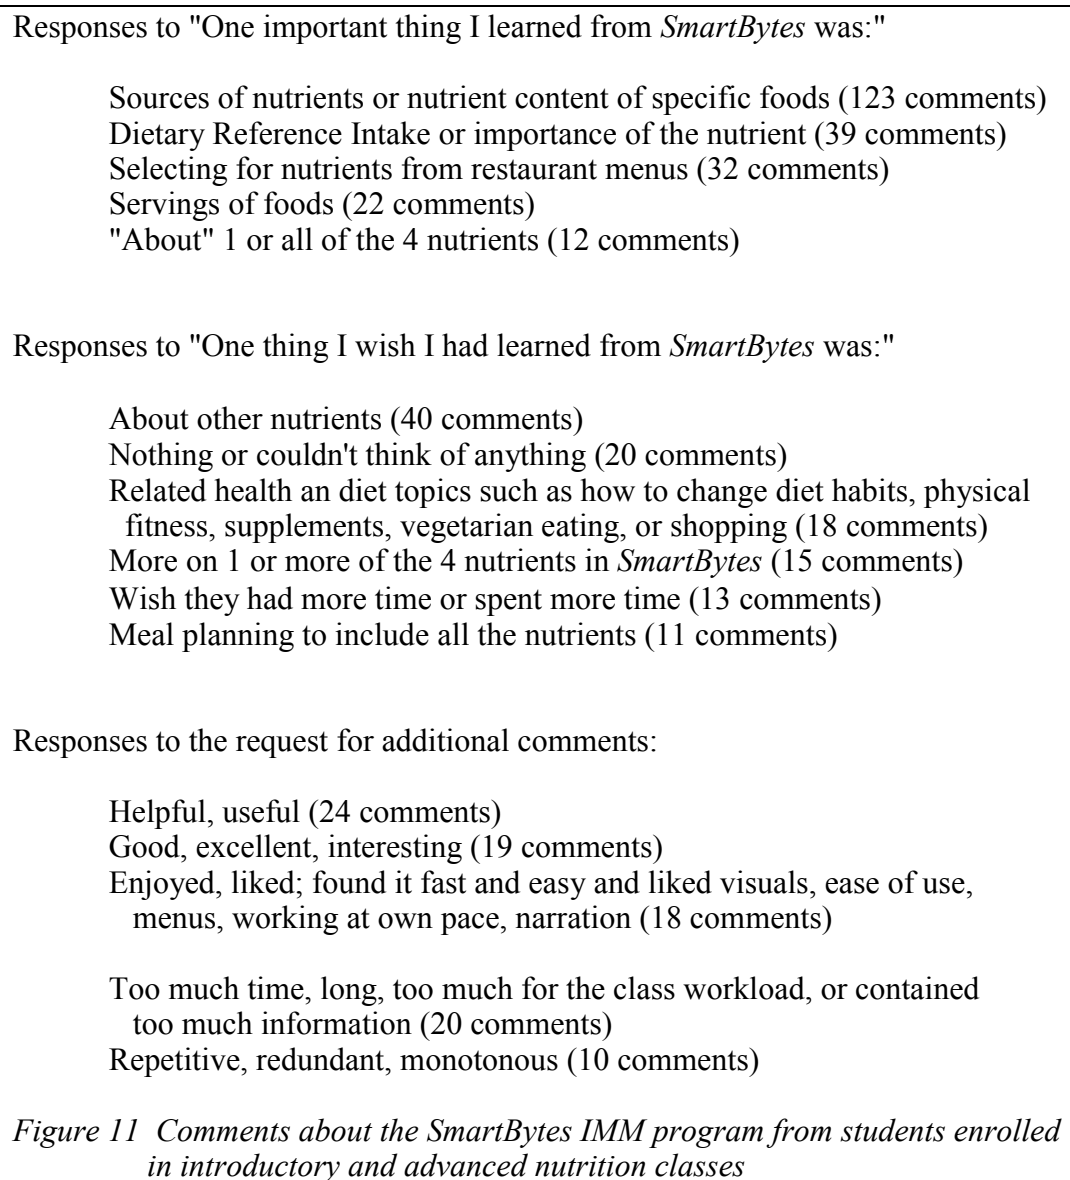 Responses to "One important thing I learned from SmartBytes was:"
Sources of nutrients or nutrient content of specific foods (123 comments)
Dietary Reference Intake or importance of the nutrient (39 comments)
Selecting for nutrients from restaurant menus (32 comments)
Servings of foods (22 comments)
"About" 1 or all of the 4 nutrients (12 comments)
Responses to "One thing I wish I had learned from SmartBytes was:"
About other nutrients (40 comments)
Nothing or couldn't think of anything (20 comments)
Related health an diet topics such as how to change diet habits, physical
fitness, supplements, vegetarian eating, or shopping (18 comments)
More on 1 or more of the 4 nutrients in SmartBytes (15 comments)
Wish they had more time or spent more time (13 comments)
Meal planning to include all the nutrients (11 comments)
Responses to the request for additional comments:
Helpful, useful (24 comments)
Good, excellent, interesting (19 comments)
Enjoyed, liked; found it fast and easy and liked visuals, ease of use,
menus, working at own pace, narration (18 comments)
Too much time, long, too much for the class workload, or contained
too much information (20 comments)
Repetitive, redundant, monotonous (10 comments)
Figure 11  Comments about the SmartBytes IMM program from students enrolled
in introductory and advanced nutrition classes